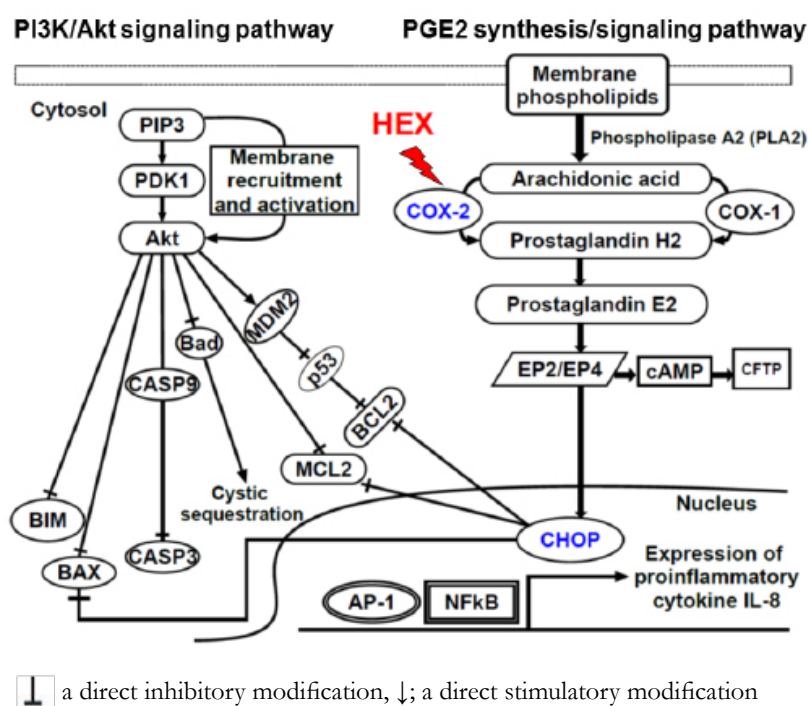 PI3K/Akt signaling pathway
PGE2 synthesis/signaling pathway
Cytosol
PIP3
PDK1
Akt
Membrane
recruitment
and activation
MDM2
Bad
p53
CASP9
BCL2
MCL2
Cystic
sequestration
BIM
BAX
CASP3
HEX
Membrane
phospholipids
Phospholipase A2 (PLA2)
Arachidonic acid
COX-2
COX-1
Prostaglandin H2
Prostaglandin E2
EP2/EP4
cAMP
CFTP
Nucleus
CHOP
Expression of
proinflammatory
cytokine IL-8
AP-1
NFkB
a direct inhibitory modification, ↓; a direct stimulatory modification